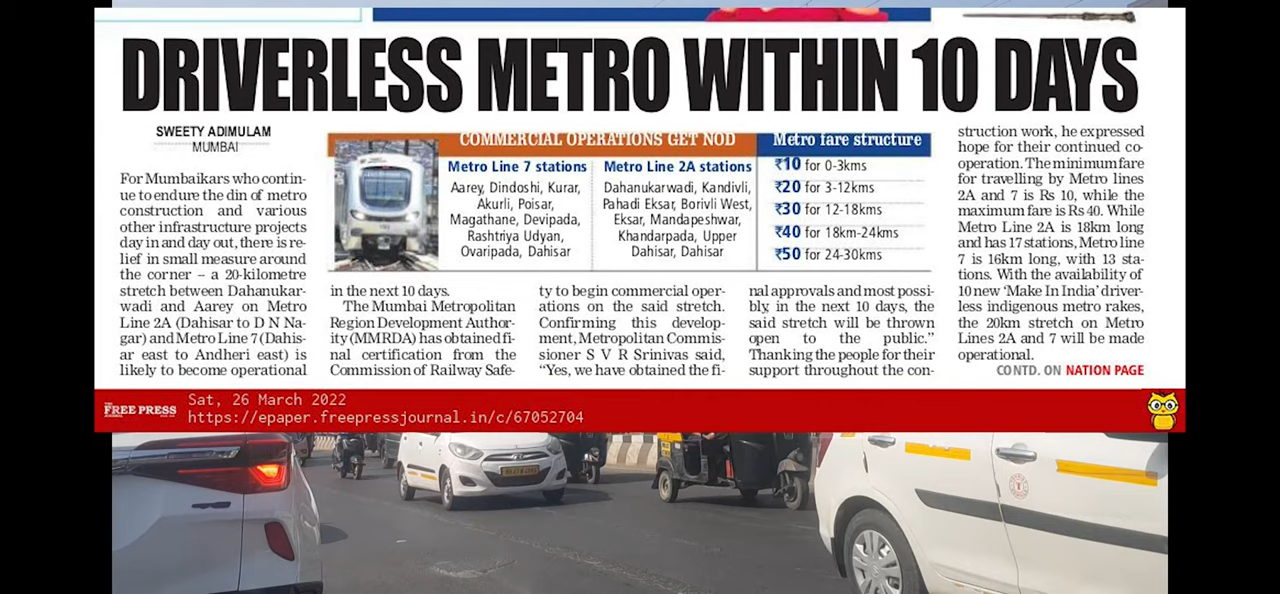 DRIVERLESS METRO WITHIN 10 DAYS
SWEETY ADIMULAM
MUMBAI
For Mumbaikars who contin-
ue to endure the din of metro
construction and various
other infrastructure projects
day in and day out, there is re-
lief in small measure around
the corner – a 20-kilometre
stretch between Dahanukar-
wadi and Aarey on Metro
Line 2A (Dahisar to D N Na-
gar) and Metro Line 7 (Dahis-
ar east to Andheri east) is
likely to become operational
COMMERCIAL OPERATIONS GET NOD
Metro Line 7 stations
Aarey, Dindoshi, Kurar,
Akurli, Poisar,
Magathane, Devipada,
Rashtriya Udyan,
Ovaripada, Dahisar
Metro Line 2A stations
Dahanukarwadi, Kandivli,
Pahadi Eksar, Borivli West,
Eksar, Mandapeshwar,
Khandarpada, Upper
Dahisar, Dahisar
Metro fare structure
₹10 for 0-3kms
₹20 for 3-12kms
₹30 for 12-18kms
₹40 for 18km-24kms
₹50 for 24-30kms
in the next 10 days.
The Mumbai Metropolitan
Region Development Author-
ity (MMRDA) has obtained fi-
nal certification from the
Commission of Railway Safe-
ty to begin commercial oper-
ations on the said stretch.
Confirming this develop-
ment, Metropolitan Commis-
sioner S V R Srinivas said,
“Yes, we have obtained the fi-
nal approvals and most possi-
bly, in the next 10 days, the
said stretch will be thrown
open to the public.”
Thanking the people for their
support throughout the con-
struction work, he expressed
hope for their continued co-
operation. The minimum fare
for travelling by Metro lines
2A and 7 is Rs 10, while the
maximum fare is Rs 40. While
Metro Line 2A is 18km long
and has 17 stations, Metro line
7 is 16km long, with 13 sta-
tions. With the availability of
10 new ‘Make In India’ driver-
less indigenous metro rakes,
the 20km stretch on Metro
Lines 2A and 7 will be made
operational.
CONTD. ON NATION PAGE
FREE PRESS
Sat, 26 March 2022
https://epaper.freepressjournal.in/c/67052704